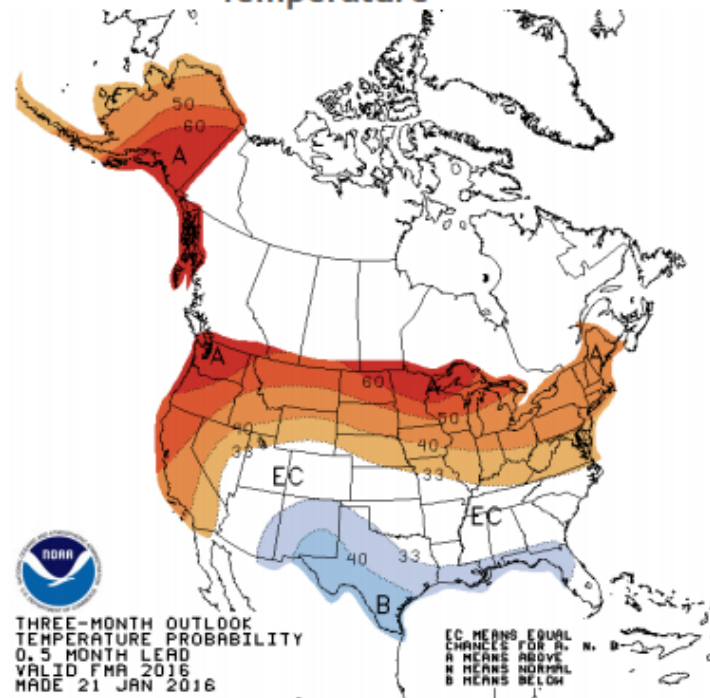 Temperature
50
60
A
A
60
A
A
50
40
40
33
33
EC
EC
40
33
B
NOAA
THREE-MONTH OUTLOOK
TEMPERATURE PROBABILITY
0.5 MONTH LEAD
VALID FMA 2016
MADE 21 JAN 2016
EC MEANS EQUAL
CHANCES FOR A, N, B
A MEANS ABOVE
N MEANS NORMAL
B MEANS BELOW